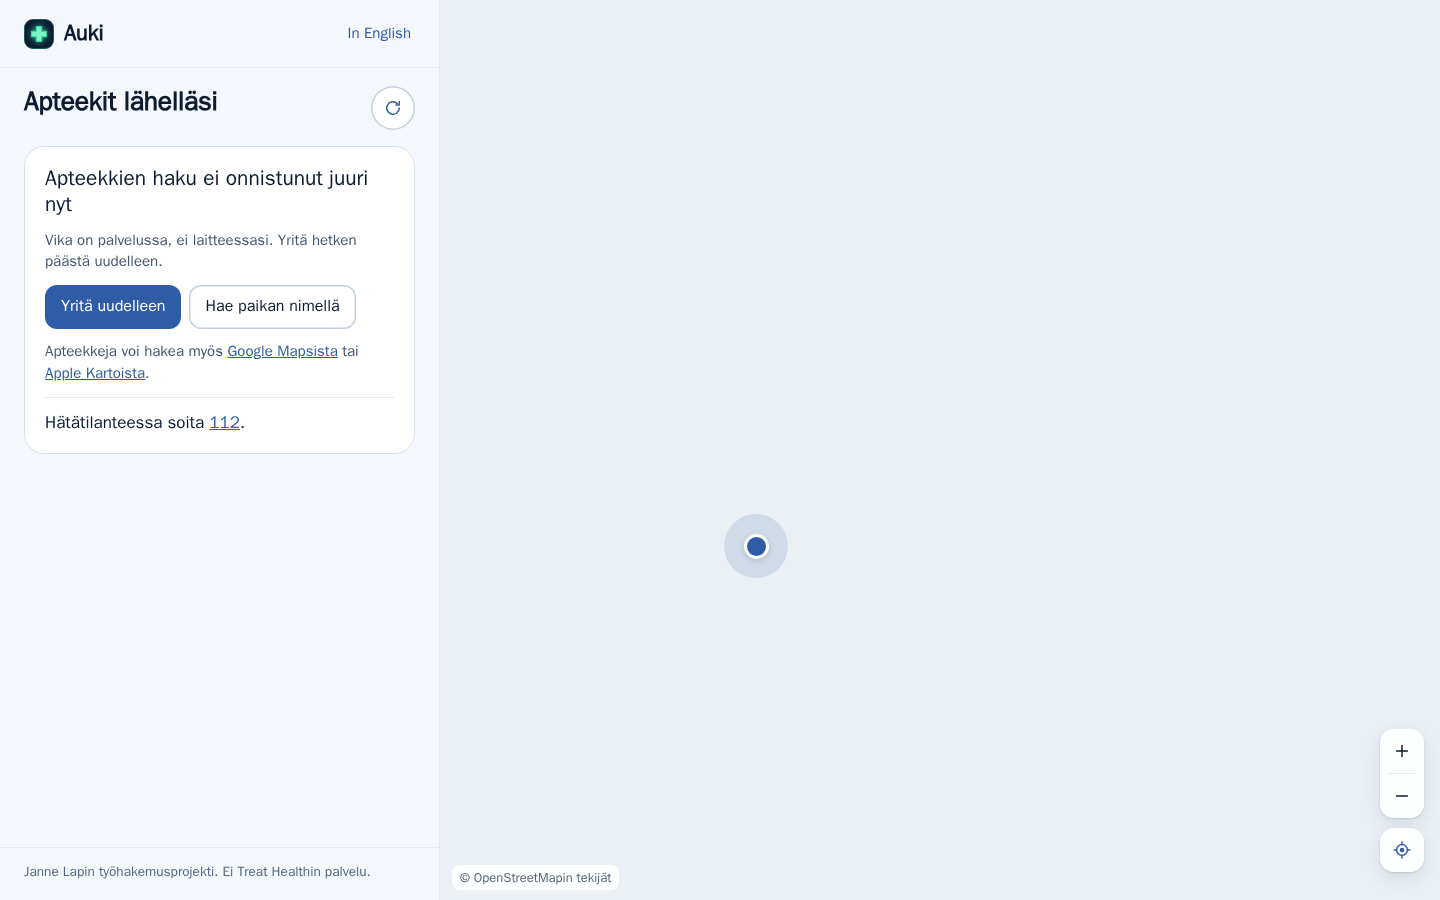 Auki
In English
Apteekit lähelläsi
Apteekkien haku ei onnistunut juuri
nyt
Vika on palvelussa, ei laitteessasi. Yritä hetken
päästä uudelleen.
Yritä uudelleen
Hae paikan nimellä
Apteekkeja voi hakea myös Google Mapsista tai
Apple Kartoista.
Hätätilanteessa soita 112.
Janne Lapin työhakemusprojekti. Ei Treat Healthin palvelu.
© OpenStreetMapin tekijät